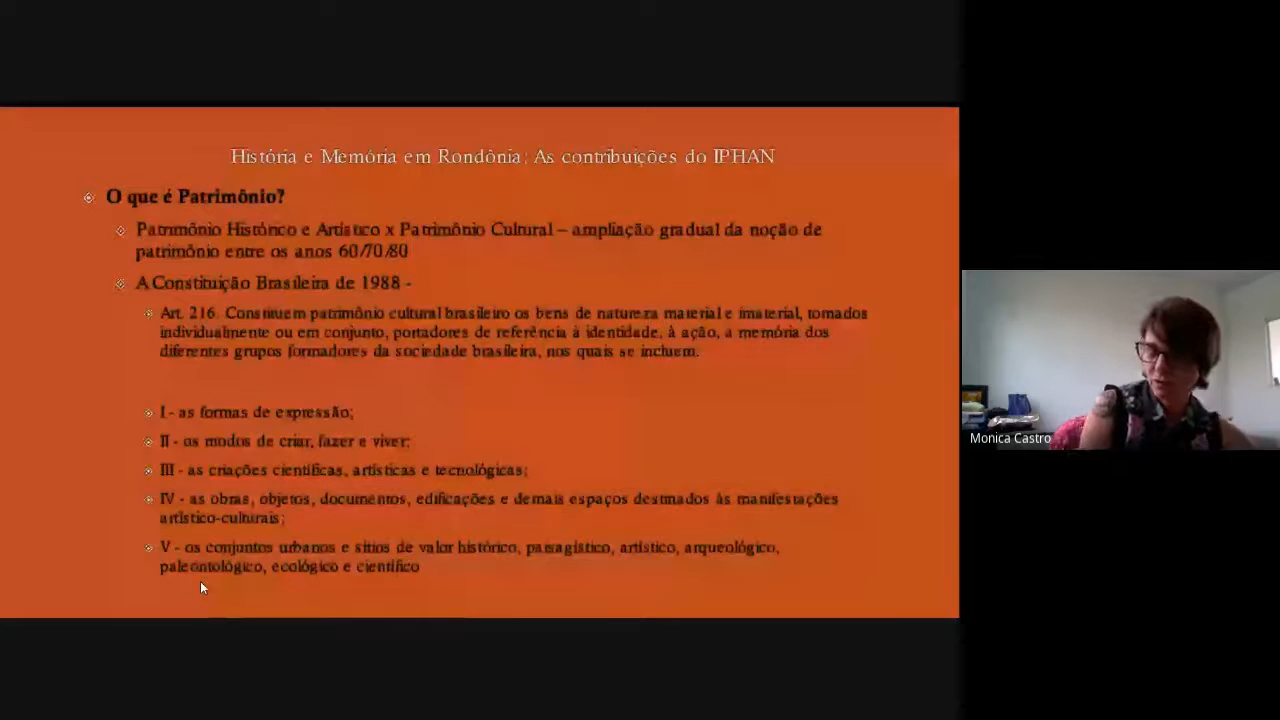 História e Memória em Rondônia: As contribuições do IPHAN
O que é Patrimônio?
Patrimônio Histórico e Artístico x Patrimônio Cultural – ampliação gradual da noção de
patrimônio entre os anos 60/70/80
A Constituição Brasileira de 1988 -
Art. 216. Constituem patrimônio cultural brasileiro os bens de natureza material e imaterial, tomados
individualmente ou em conjunto, portadores de referência à identidade, à ação, a memória dos
diferentes grupos formadores da sociedade brasileira, nos quais se incluem.
I - as formas de expressão;
II - os modos de criar, fazer e viver;
III - as criações científicas, artísticas e tecnológicas;
IV - as obras, objetos, documentos, edificações e demais espaços destinados às manifestações
artístico-culturais;
V - os conjuntos urbanos e sítios de valor histórico, paisagístico, artístico, arqueológico,
paleontológico, ecológico e científico
Monica Castro